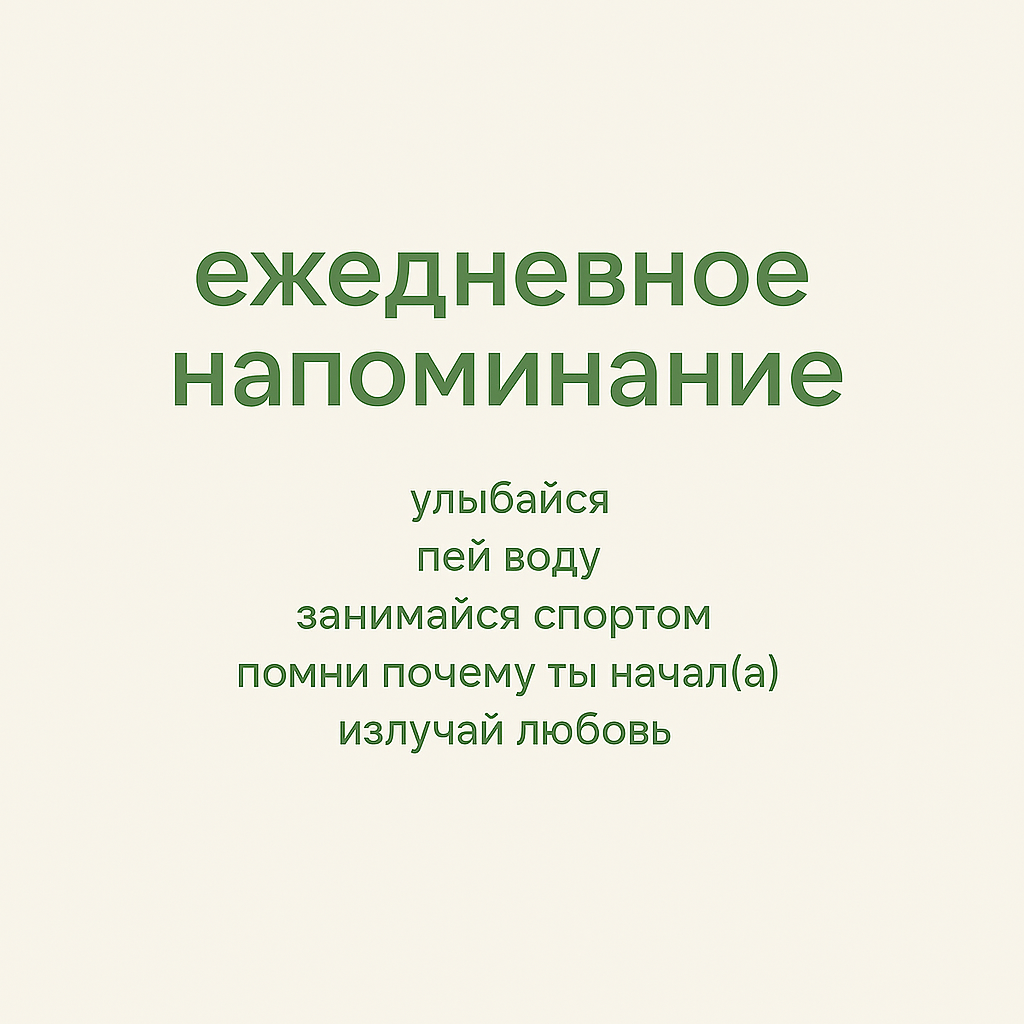 ежедневное
напоминание
улыбайся
пей воду
занимайся спортом
помни почему ты начал(а)
излучай любовь